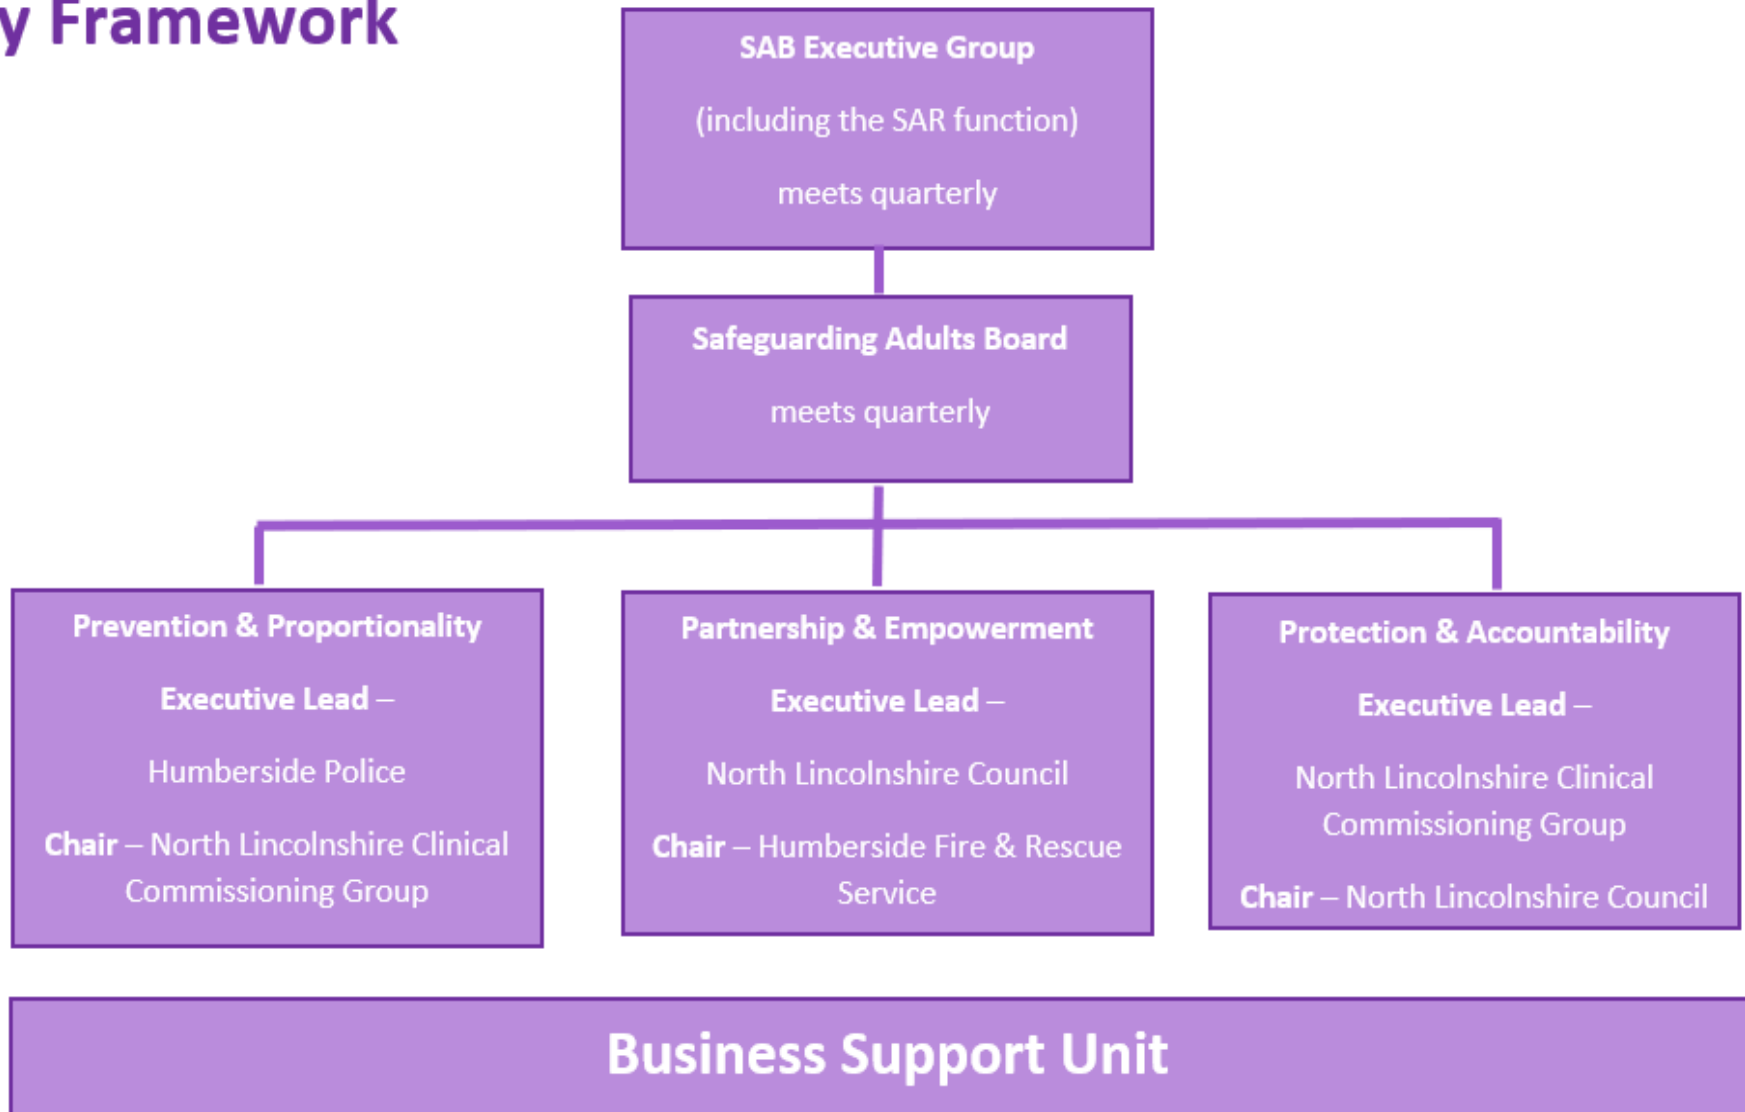 y Framework
SAB Executive Group
(including the SAR function)
meets quarterly
Safeguarding Adults Board
meets quarterly
Prevention & Proportionality
Executive Lead –
Humberside Police
Chair – North Lincolnshire Clinical
Commissioning Group
Partnership & Empowerment
Executive Lead –
North Lincolnshire Council
Chair – Humberside Fire & Rescue
Service
Protection & Accountability
Executive Lead –
North Lincolnshire Clinical
Commissioning Group
Chair – North Lincolnshire Council
Business Support Unit